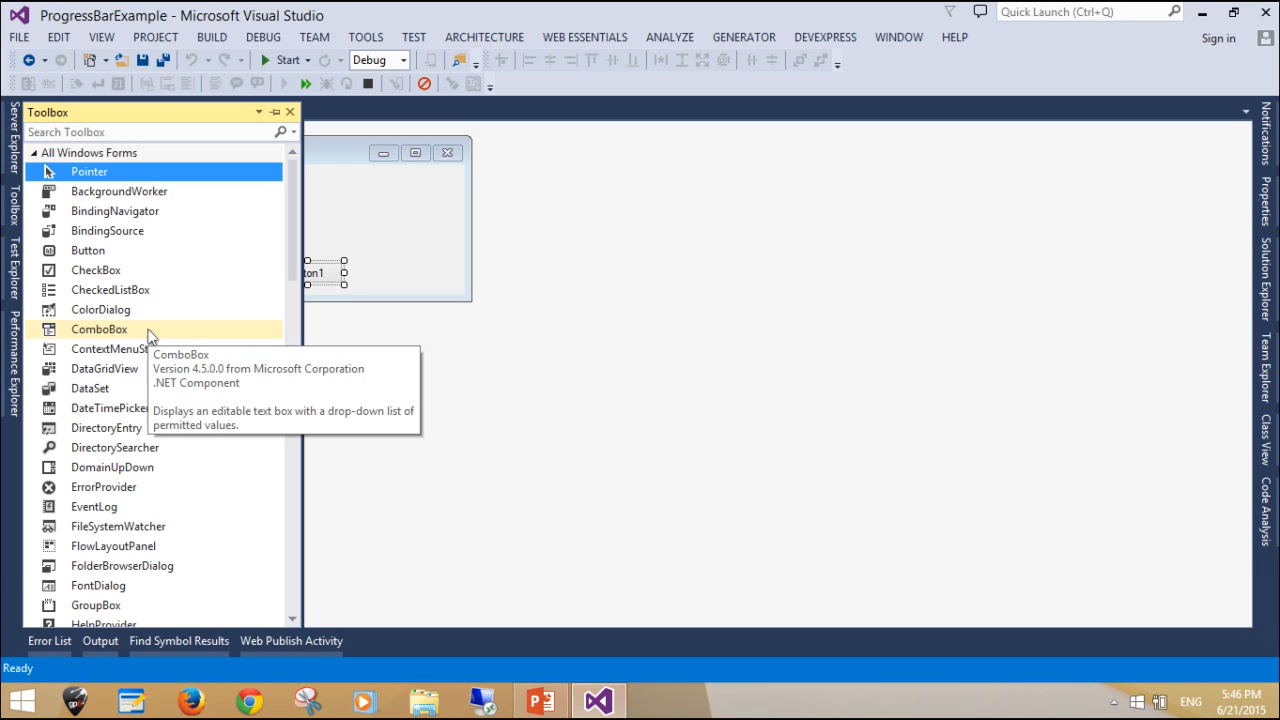 ProgressBarExample - Microsoft Visual Studio
Quick Launch (Ctrl+Q)
FILE EDIT VIEW PROJECT BUILD DEBUG TEAM TOOLS TEST ARCHITECTURE WEB ESSENTIALS ANALYZE GENERATOR DEVEXPRESS WINDOW HELP
Sign in
Start Debug
Toolbox
Search Toolbox
All Windows Forms
Pointer
BackgroundWorker
BindingNavigator
BindingSource
Button
CheckBox
CheckedListBox
ColorDialog
ComboBox
ContextMenuSt
DataGridView
DataSet
DateTimePicker
DirectoryEntry
DirectorySearcher
DomainUpDown
ErrorProvider
EventLog
FileSystemWatcher
FlowLayoutPanel
FolderBrowserDialog
FontDialog
GroupBox
HelpProvider
ComboBox
Version 4.5.0.0 from Microsoft Corporation
.NET Component
Displays an editable text box with a drop-down list of
permitted values.
ton1
Server Explorer
Toolbox
Test Explorer
Performance Explorer
Notifications
Properties
Solution Explorer
Team Explorer
Class View
Code Analysis
Error List Output Find Symbol Results Web Publish Activity
Ready
ENG
5:46 PM
6/21/2015